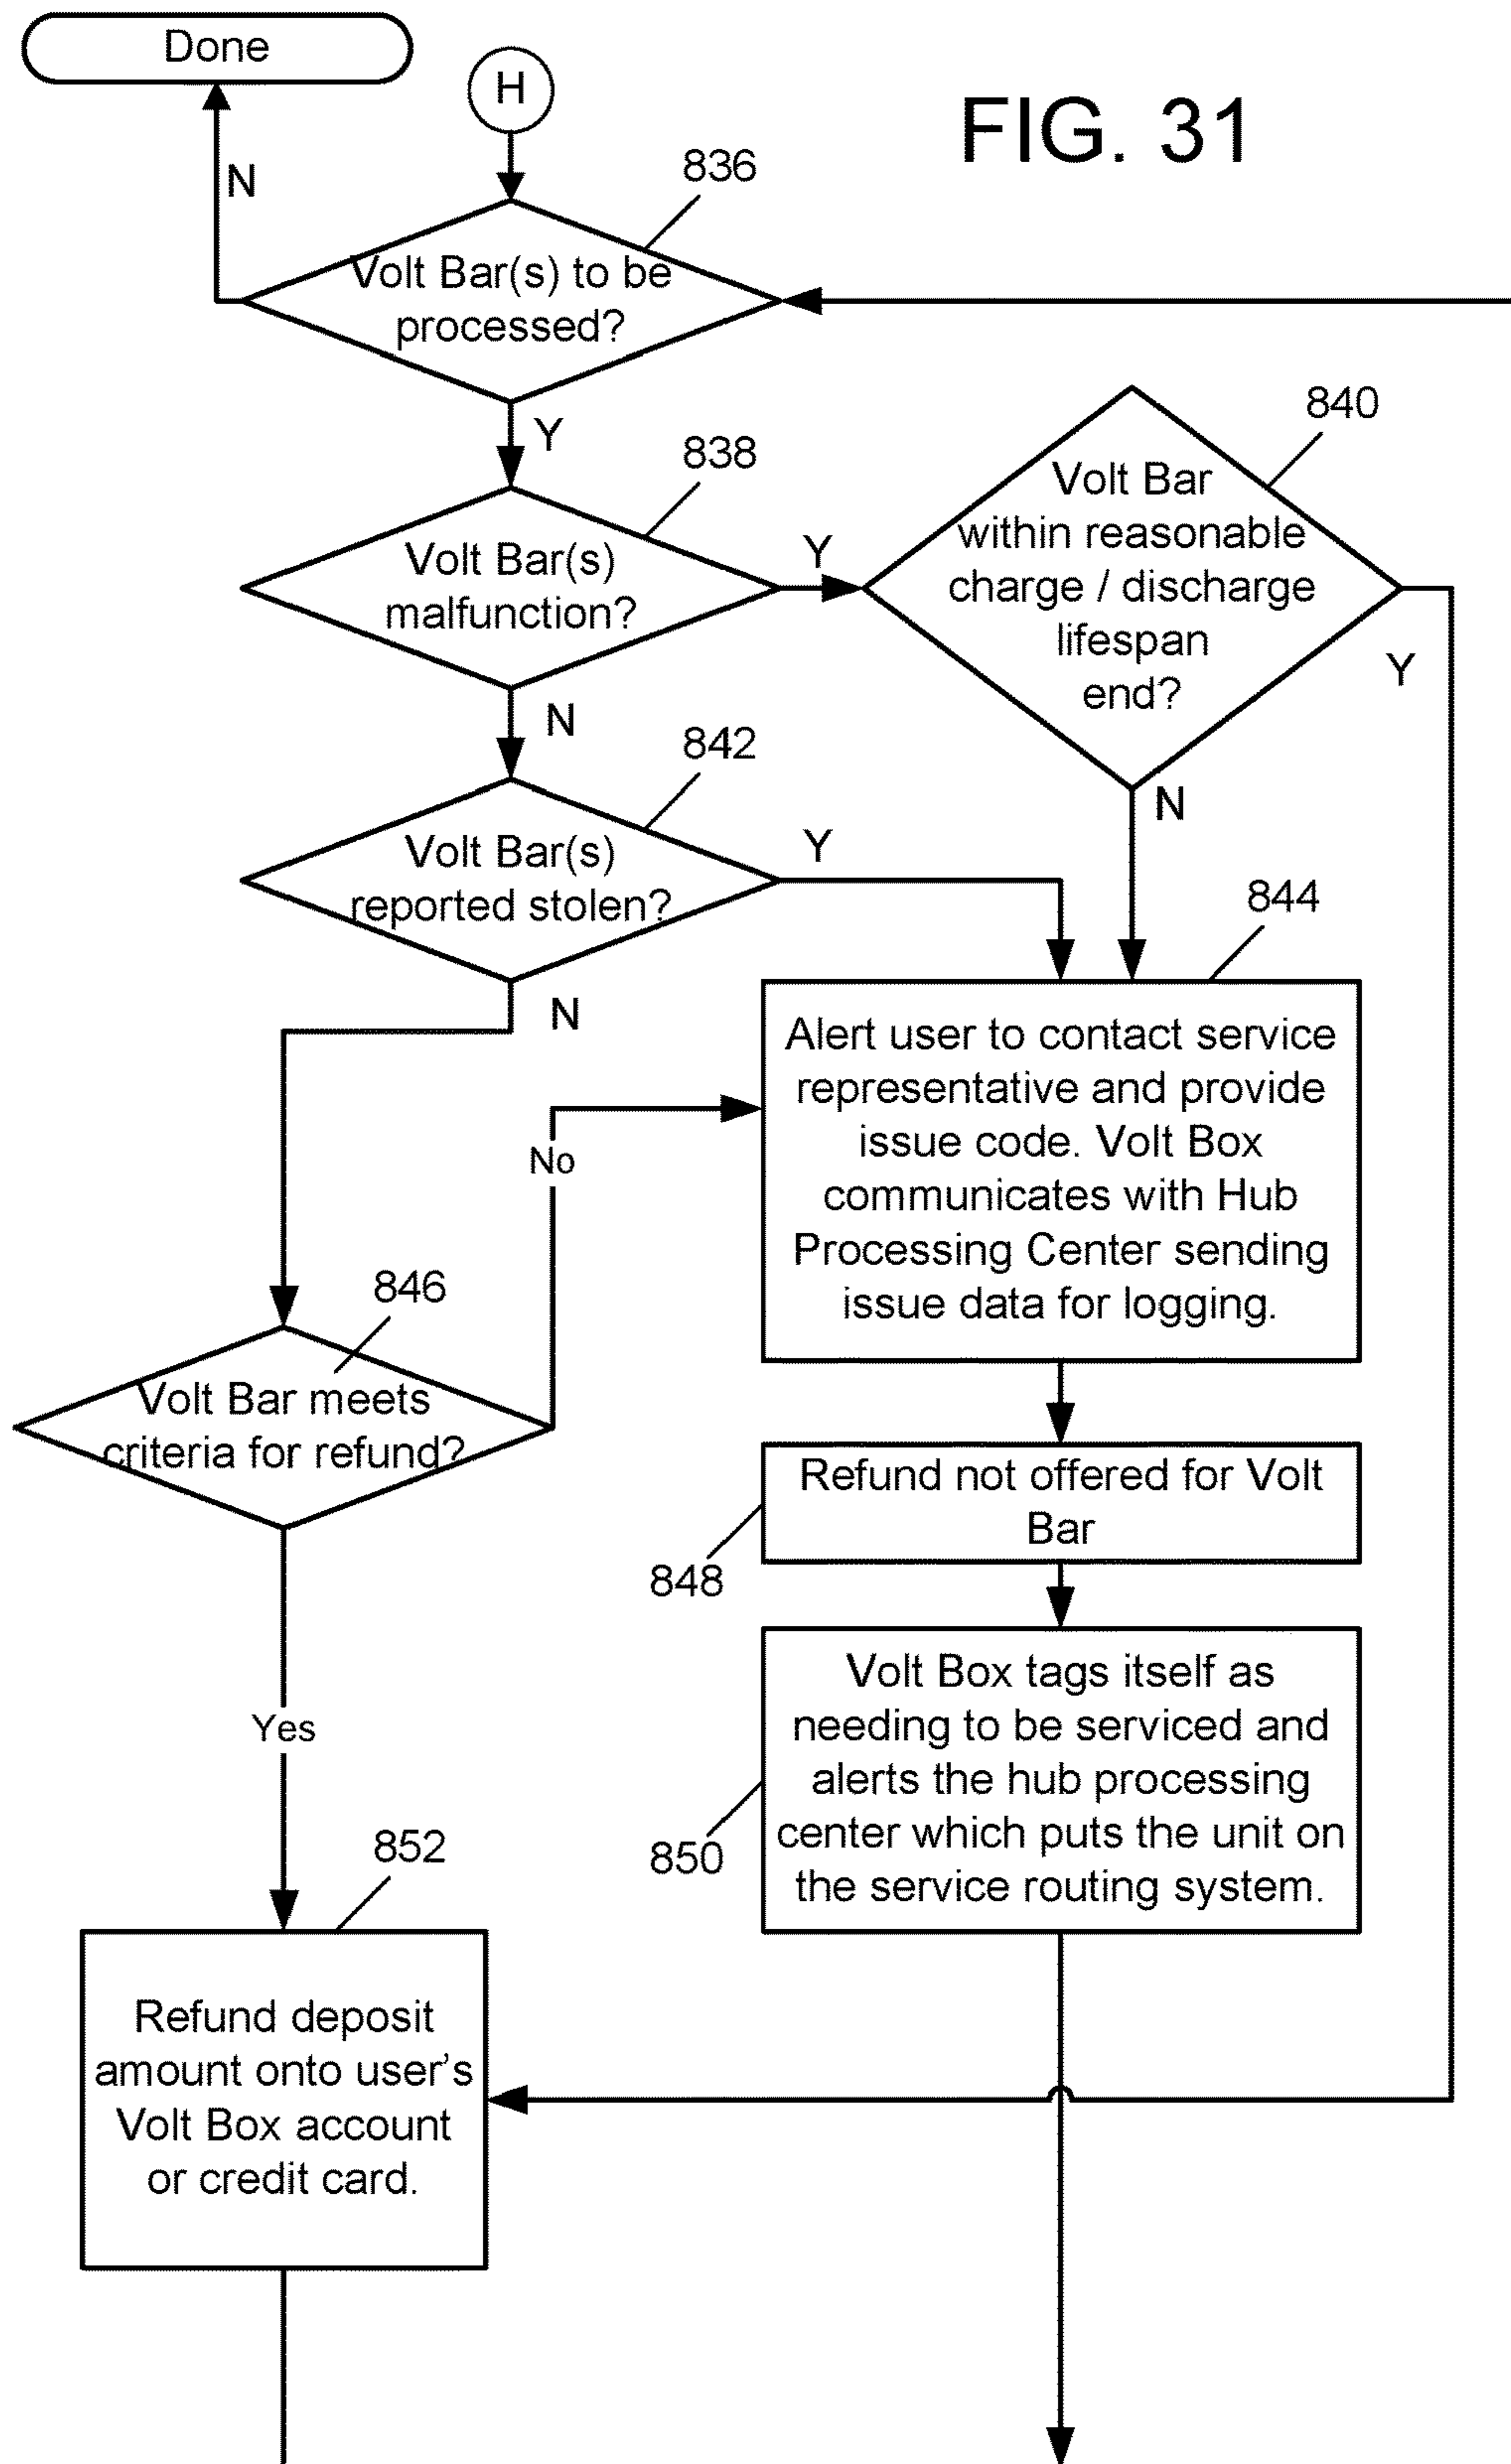 Done
H
FIG. 31
N
836
Volt Bar(s) to be
processed?
Y
838
Volt Bar(s)
malfunction?
Y
840
Volt Bar
within reasonable
charge / discharge
lifespan
end?
Y
N
N
842
Volt Bar(s)
reported stolen?
Y
N
844
Alert user to contact service
representative and provide
issue code. Volt Box
communicates with Hub
Processing Center sending
issue data for logging.
No
846
Volt Bar meets
criteria for refund?
Refund not offered for Volt
Bar
848
Volt Box tags itself as
needing to be serviced and
alerts the hub processing
center which puts the unit on
the service routing system.
850
Yes
852
Refund deposit
amount onto user's
Volt Box account
or credit card.